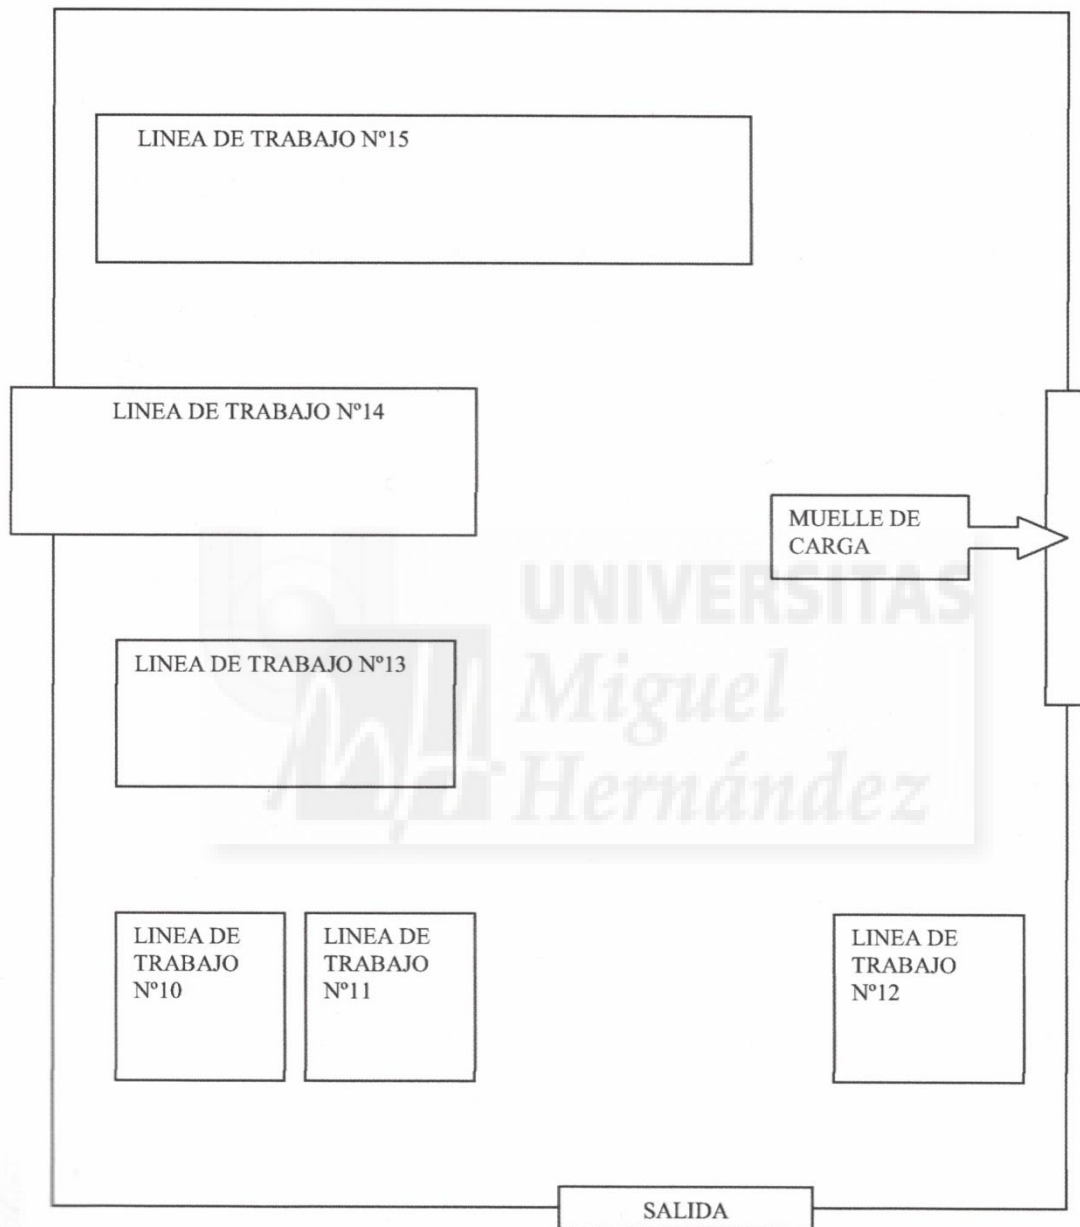 LINEA DE TRABAJO Nº15
LINEA DE TRABAJO Nº14
MUELLE DE
CARGA
UNIVERSITAS
Miguel
Hernández
LINEA DE TRABAJO Nº13
LINEA DE
TRABAJO
Nº10
LINEA DE
TRABAJO
Nº11
LINEA DE
TRABAJO
Nº12
SALIDA